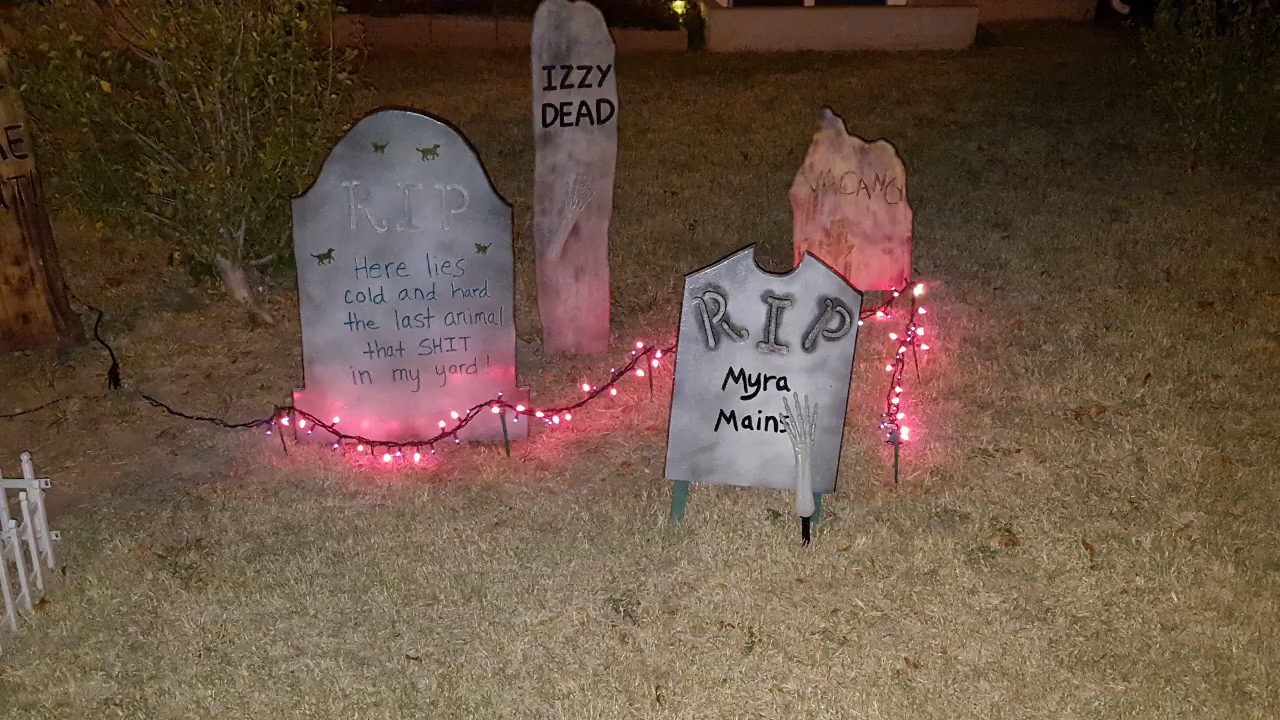 IZZY
DEAD
RIP
Here lies
cold and hard
the last animal
that SHIT
in my yard!
VACANCY
RIP
Myra
Mains